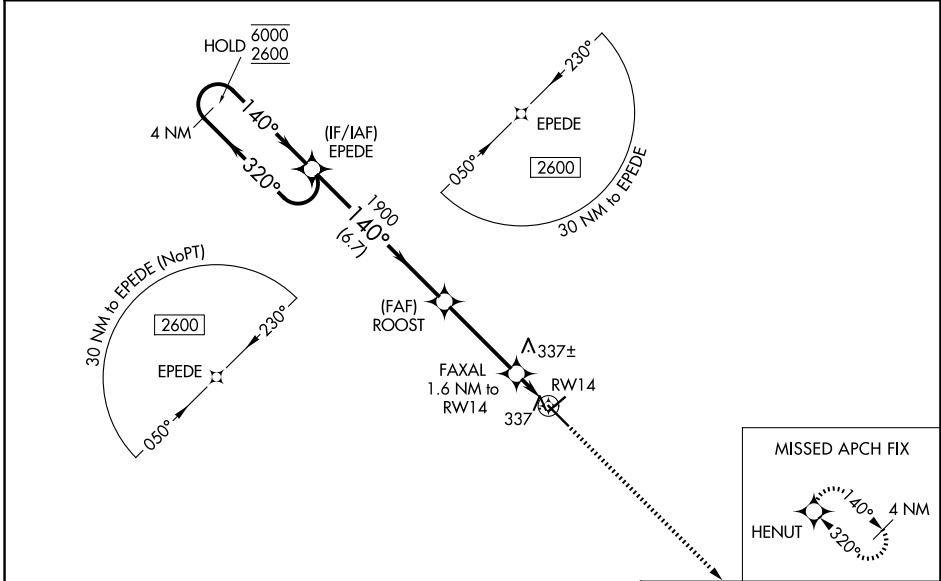 HOLD 6000
2600
4 NM
140°
320°
(IF/IAF)
EPEDE
230°
EPEDE
2600
050°
30 NM to EPEDE
1900
140°
(6.7)
30 NM to EPEDE (NoPT)
2600
230°
EPEDE
050°
(FAF)
ROOST
337±
FAXAL
1.6 NM to
RW14
RW14
337
MISSED APCH FIX
140°
4 NM
HENUT
320°